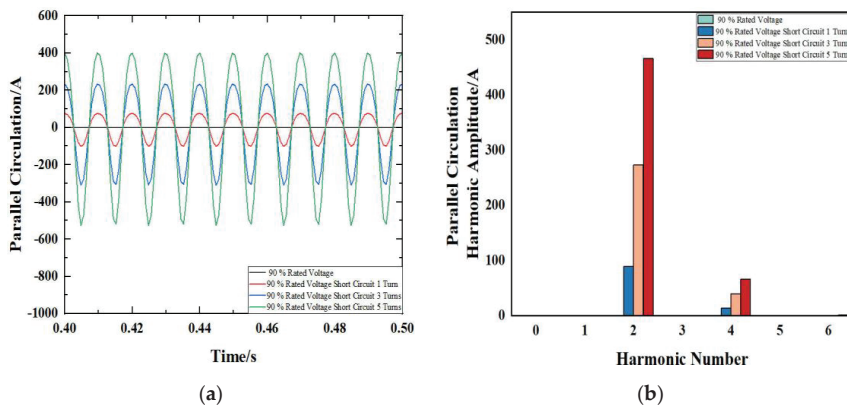 600
400
200
0
-200
-400
-600
-800
-1000
Parallel Circulation/A
90 % Rated Voltage
90 % Rated Voltage Short Circuit 1 Turn
90 % Rated Voltage Short Circuit 3 Turns
90 % Rated Voltage Short Circuit 5 Turns
0.40 0.42 0.44 0.46 0.48 0.50
Time/s
(a)
500
400
300
200
100
0
Parallel Circulation
Harmonic Amplitude/A
90 % Rated Voltage
90 % Rated Voltage Short Circuit 1 Turns
90 % Rated Voltage Short Circuit 3 Turns
90 % Rated Voltage Short Circuit 5 Turns
0 1 2 3 4 5 6
Harmonic Number
(b)